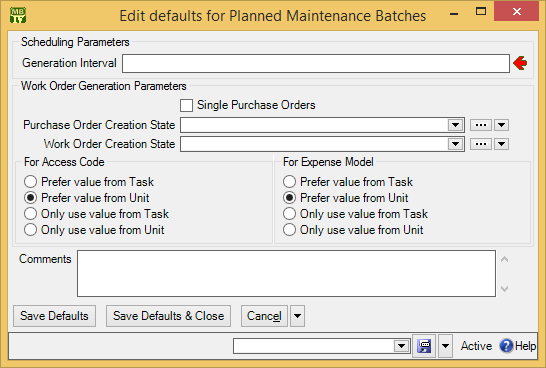 MB
IV
Edit defaults for Planned Maintenance Batches
Scheduling Parameters
Generation Interval
Work Order Generation Parameters
Single Purchase Orders
Purchase Order Creation State
Work Order Creation State
For Access Code
Prefer value from Task
Prefer value from Unit
Only use value from Task
Only use value from Unit
For Expense Model
Prefer value from Task
Prefer value from Unit
Only use value from Task
Only use value from Unit
Comments
Save Defaults
Save Defaults & Close
Cancel
Active
Help